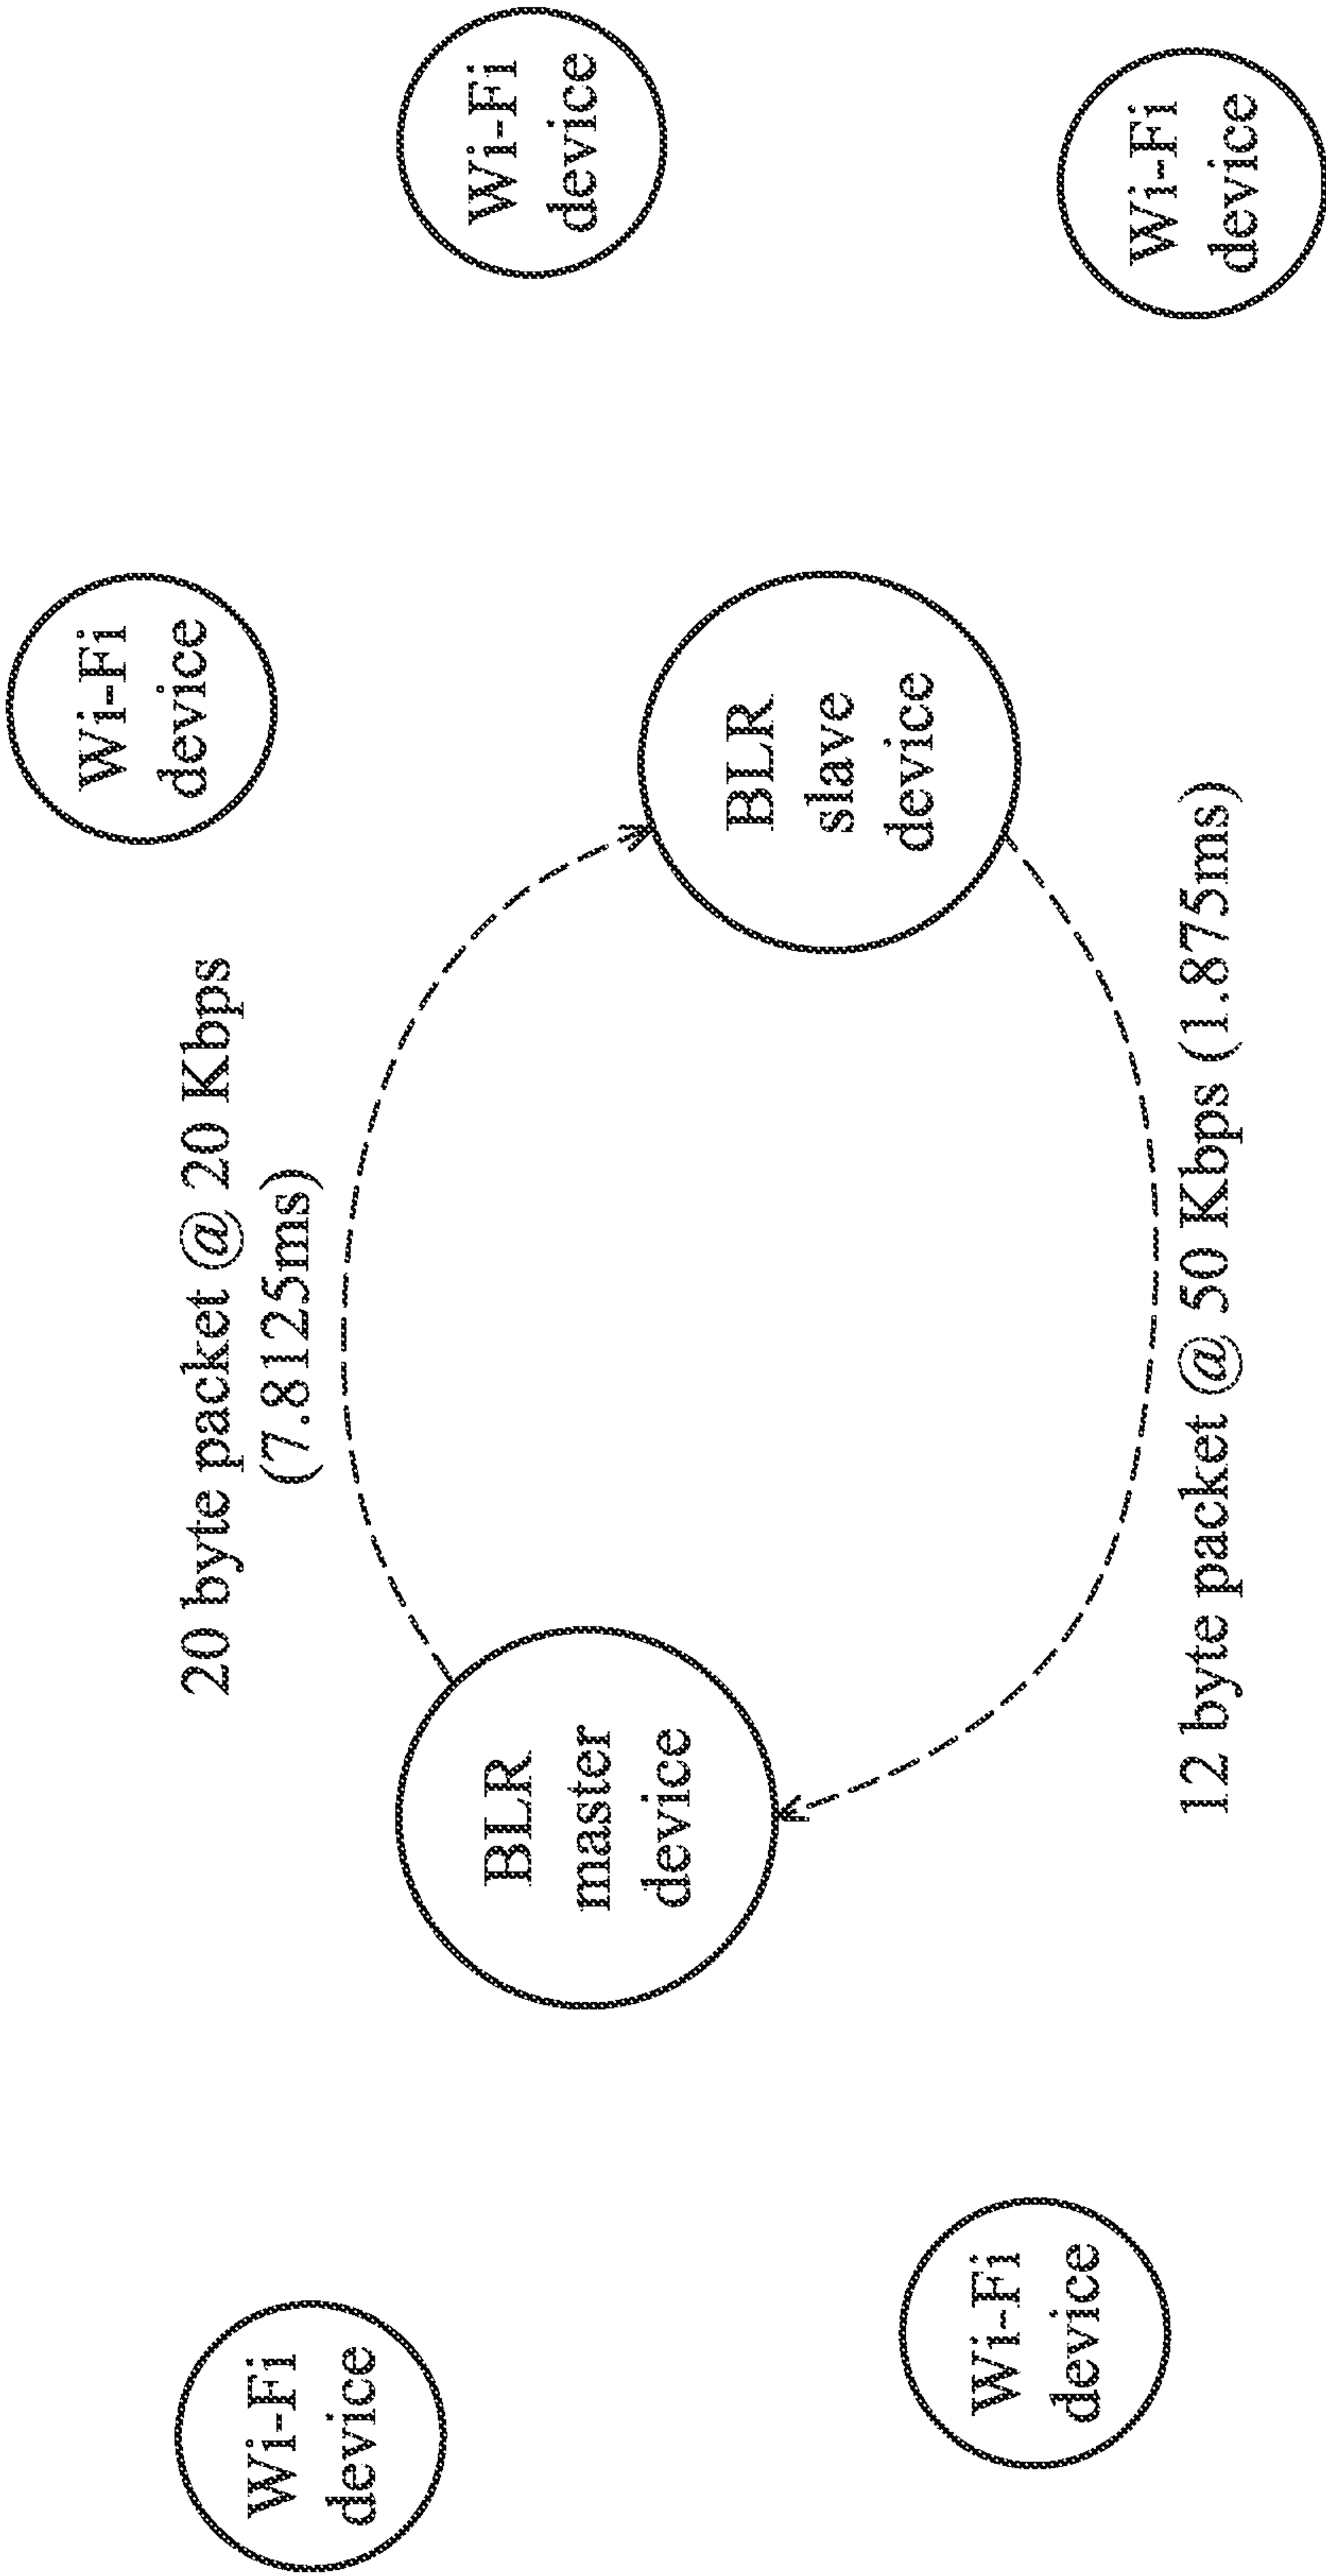 Wi-Fi
device
20 byte packet @ 20 Kbps
(7.8125ms)
Wi-Fi
device
Wi-Fi
device
BLR
master
device
BLR
slave
device
Wi-Fi
device
Wi-Fi
device
12 byte packet @ 50 Kbps (1.875ms)